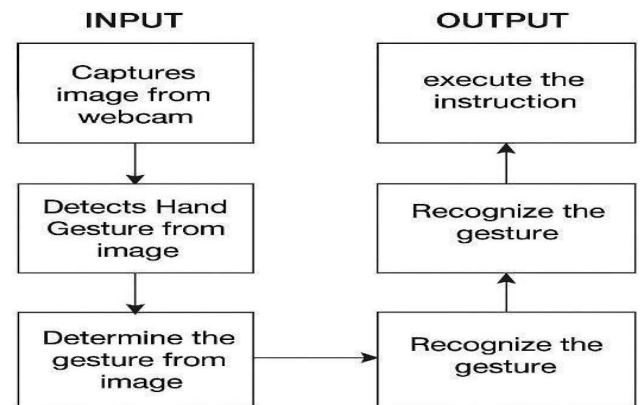 INPUT
Captures
image from
webcam
Detects Hand
Gesture from
image
Determine the
gesture from
image
OUTPUT
execute the
instruction
Recognize the
gesture
Recognize the
gesture